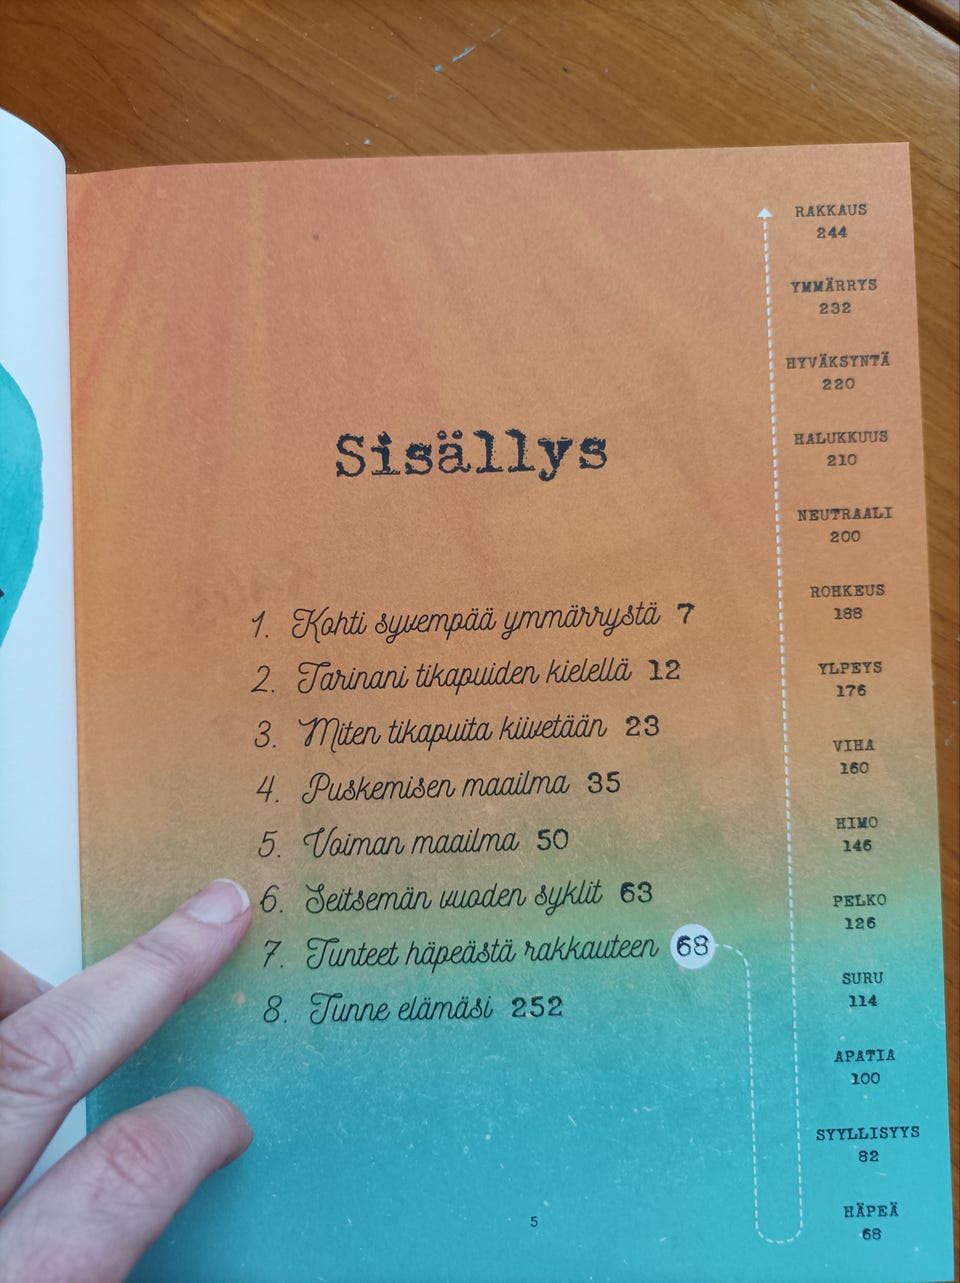 Sisällys
1. Kohti syvempää ymmärrystä 7
2. Tarinani tikapuiden kielellä 12
3. Miten tikapuita kiivetään 23
4. Puskemisen maailma 35
5. Voiman maailma 50
6. Seitsemän vuoden syklit 63
7. Tunteet häpeästä rakkauteen 68
8. Tunne elämäsi 252
RAKKAUS
244
YMMÄRRYS
232
HYVÄKSYNTÄ
220
HALUKKUUS
210
NEUTRAALI
200
ROHKEUS
188
YLPEYS
176
VIHA
160
HIMO
146
PELKO
126
SURU
114
APATIA
100
SYYLLISYYS
82
HÄPEÄ
68
5